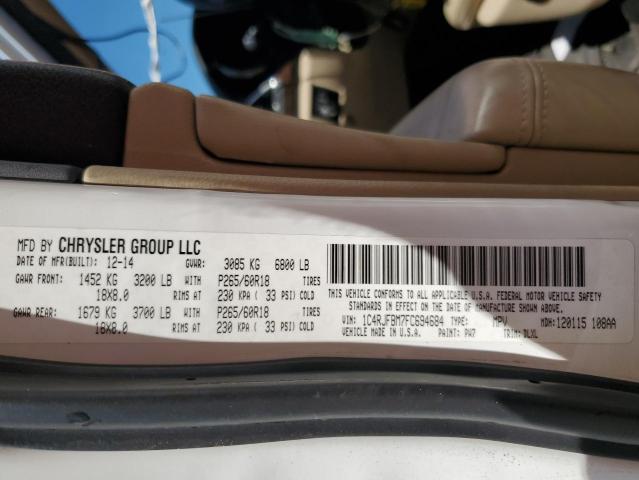 MFD BY CHRYSLER GROUP LLC
DATE OF MFR(BUILT): 12-14 GVWR: 3085 KG 6800 LB
GAWR FRONT: 1452 KG 3200 LB P265/60R18 TIRES
18X8.0 RIMS AT 230 KPA ( 33 PSI) COLD
GAWR REAR: 1679 KG 3700 LB P265/60R18 TIRES
18X8.0 RIMS AT 230 KPA ( 33 PSI) COLD
THIS VEHICLE CONFORMS TO ALL APPLICABLE U.S.A. FEDERAL MOTOR VEHICLE SAFETY
STANDARDS IN EFFECT ON THE DATE OF MANUFACTURE SHOWN ABOVE.
VIN: 1C4RJFBM7FC694684 TYPE: MPV MDH: 120115 108AA
VEHICLE MADE IN U.S.A. PAINT: PW7 TRIM: DLXL